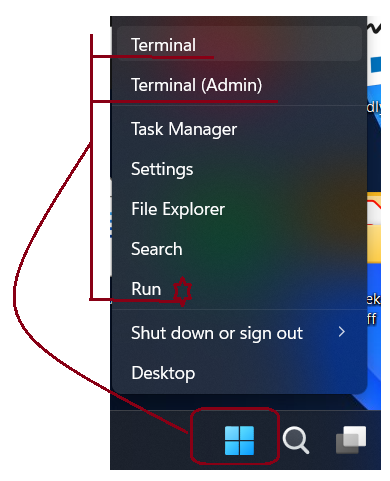 Terminal
Terminal (Admin)
Task Manager
Settings
File Explorer
Search
Run
Shut down or sign out
Desktop